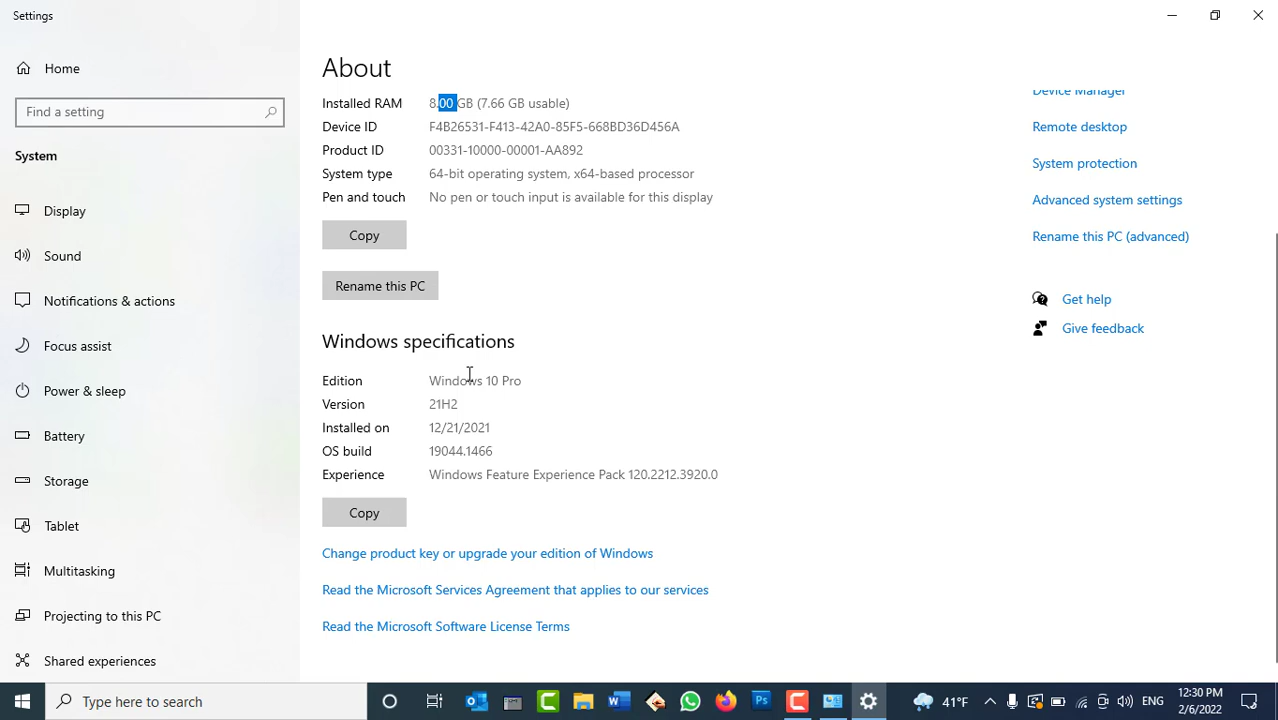 Settings
Home
Find a setting
System
Display
Sound
Notifications & actions
Focus assist
Power & sleep
Battery
Storage
Tablet
Multitasking
Projecting to this PC
Shared experiences
About
Installed RAM 8.00 GB (7.66 GB usable)
Device ID F4B26531-F413-42A0-85F5-668BD36D456A
Product ID 00331-10000-00001-AA892
System type 64-bit operating system, x64-based processor
Pen and touch No pen or touch input is available for this display
Copy
Rename this PC
Windows specifications
Edition Windows 10 Pro
Version 21H2
Installed on 12/21/2021
OS build 19044.1466
Experience Windows Feature Experience Pack 120.2212.3920.0
Copy
Change product key or upgrade your edition of Windows
Read the Microsoft Services Agreement that applies to our services
Read the Microsoft Software License Terms
Device Manager
Remote desktop
System protection
Advanced system settings
Rename this PC (advanced)
Get help
Give feedback
Type here to search
41°F
ENG
12:30 PM
2/6/2022